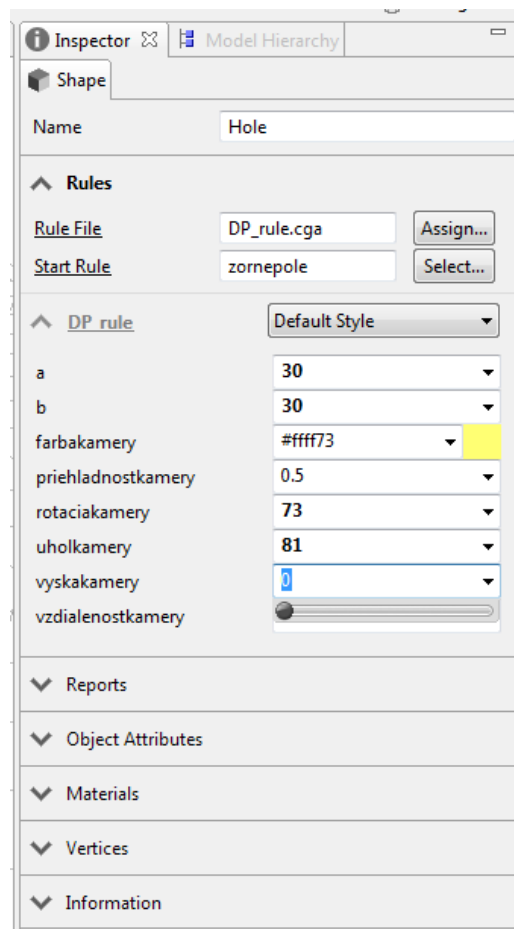 Inspector Model Hierarchy
Shape
Name Hole
Rules
Rule File DP_rule.cga Assign...
Start Rule zornepole Select...
DP_rule Default Style
a 30
b 30
farbakamery #ffff73
priehladnostkamery 0.5
rotaciakamery 73
uholkamery 81
vyskakamery 0
vzdialenostkamery
Reports
Object Attributes
Materials
Vertices
Information